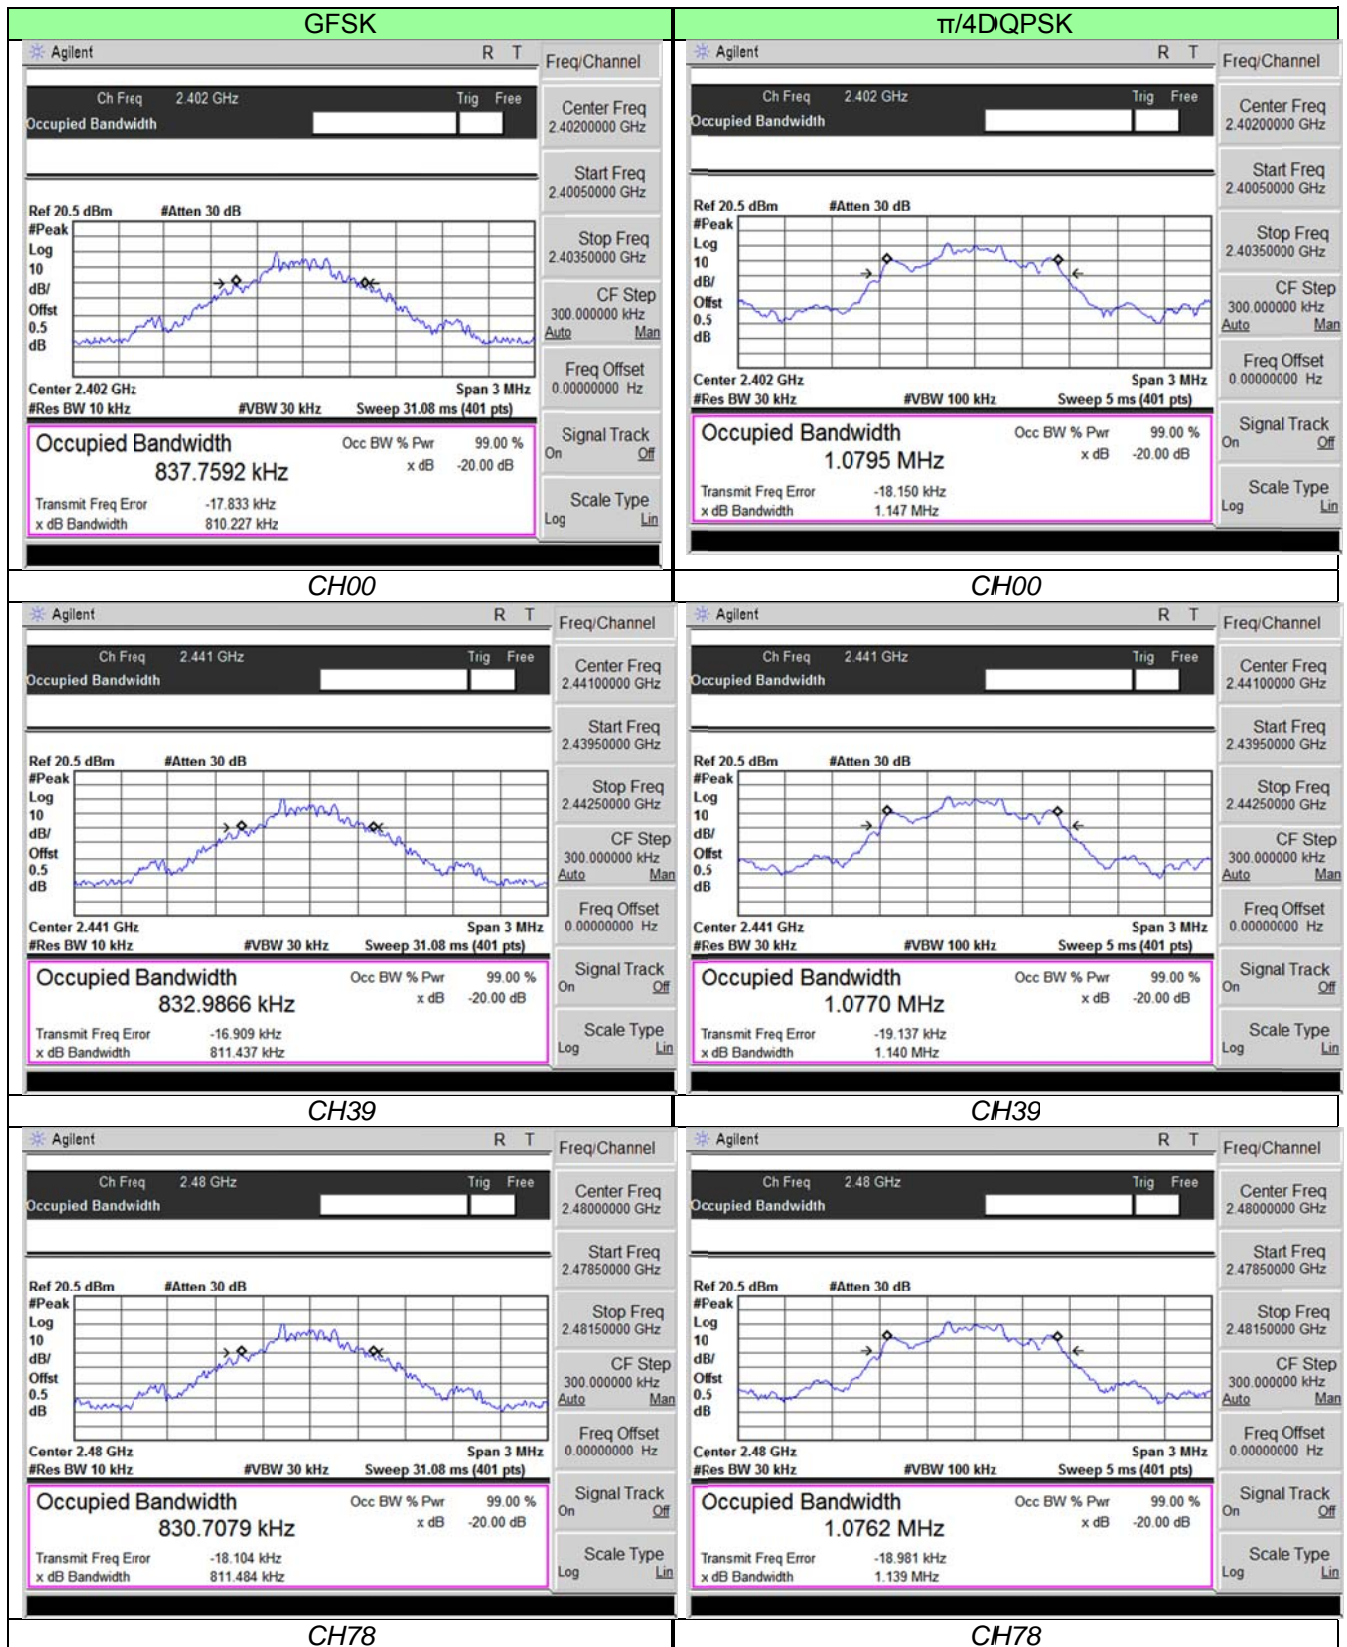 GFSK
π/4DQPSK
Agilent R T
Freq/Channel
Ch Freq 2.402 GHz Trig Free
Occupied Bandwidth
Center Freq
2.40200000 GHz
Start Freq
2.40050000 GHz
Stop Freq
2.40350000 GHz
CF Step
300.000000 kHz
Auto Man
Freq Offset
0.00000000 Hz
Signal Track
On Off
Scale Type
Log Lin
Ref 20.5 dBm #Atten 30 dB
#Peak
Log
10
dB/
Offst
0.5
dB
Center 2.402 GHz Span 3 MHz
#Res BW 10 kHz #VBW 30 kHz Sweep 31.08 ms (401 pts)
Occupied Bandwidth Occ BW % Pwr 99.00 %
837.7592 kHz x dB -20.00 dB
Transmit Freq Error -17.833 kHz
x dB Bandwidth 810.227 kHz
Agilent R T
Freq/Channel
Ch Freq 2.402 GHz Trig Free
Occupied Bandwidth
Center Freq
2.40200000 GHz
Start Freq
2.40050000 GHz
Stop Freq
2.40350000 GHz
CF Step
300.000000 kHz
Auto Man
Freq Offset
0.00000000 Hz
Signal Track
On Off
Scale Type
Log Lin
Ref 20.5 dBm #Atten 30 dB
#Peak
Log
10
dB/
Offst
0.5
dB
Center 2.402 GHz Span 3 MHz
#Res BW 30 kHz #VBW 100 kHz Sweep 5 ms (401 pts)
Occupied Bandwidth Occ BW % Pwr 99.00 %
1.0795 MHz x dB -20.00 dB
Transmit Freq Error -18.150 kHz
x dB Bandwidth 1.147 MHz
CH00
CH00
Agilent R T
Freq/Channel
Ch Freq 2.441 GHz Trig Free
Occupied Bandwidth
Center Freq
2.44100000 GHz
Start Freq
2.43950000 GHz
Stop Freq
2.44250000 GHz
CF Step
300.000000 kHz
Auto Man
Freq Offset
0.00000000 Hz
Signal Track
On Off
Scale Type
Log Lin
Ref 20.5 dBm #Atten 30 dB
#Peak
Log
10
dB/
Offst
0.5
dB
Center 2.441 GHz Span 3 MHz
#Res BW 10 kHz #VBW 30 kHz Sweep 31.08 ms (401 pts)
Occupied Bandwidth Occ BW % Pwr 99.00 %
832.9866 kHz x dB -20.00 dB
Transmit Freq Error -16.909 kHz
x dB Bandwidth 811.437 kHz
Agilent R T
Freq/Channel
Ch Freq 2.441 GHz Trig Free
Occupied Bandwidth
Center Freq
2.44100000 GHz
Start Freq
2.43950000 GHz
Stop Freq
2.44250000 GHz
CF Step
300.000000 kHz
Auto Man
Freq Offset
0.00000000 Hz
Signal Track
On Off
Scale Type
Log Lin
Ref 20.5 dBm #Atten 30 dB
#Peak
Log
10
dB/
Offst
0.5
dB
Center 2.441 GHz Span 3 MHz
#Res BW 30 kHz #VBW 100 kHz Sweep 5 ms (401 pts)
Occupied Bandwidth Occ BW % Pwr 99.00 %
1.0770 MHz x dB -20.00 dB
Transmit Freq Error -19.137 kHz
x dB Bandwidth 1.140 MHz
CH39
CH39
Agilent R T
Freq/Channel
Ch Freq 2.48 GHz Trig Free
Occupied Bandwidth
Center Freq
2.48000000 GHz
Start Freq
2.47850000 GHz
Stop Freq
2.48150000 GHz
CF Step
300.000000 kHz
Auto Man
Freq Offset
0.00000000 Hz
Signal Track
On Off
Scale Type
Log Lin
Ref 20.5 dBm #Atten 30 dB
#Peak
Log
10
dB/
Offst
0.5
dB
Center 2.48 GHz Span 3 MHz
#Res BW 10 kHz #VBW 30 kHz Sweep 31.08 ms (401 pts)
Occupied Bandwidth Occ BW % Pwr 99.00 %
830.7079 kHz x dB -20.00 dB
Transmit Freq Error -18.104 kHz
x dB Bandwidth 811.484 kHz
Agilent R T
Freq/Channel
Ch Freq 2.48 GHz Trig Free
Occupied Bandwidth
Center Freq
2.48000000 GHz
Start Freq
2.47850000 GHz
Stop Freq
2.48150000 GHz
CF Step
300.000000 kHz
Auto Man
Freq Offset
0.00000000 Hz
Signal Track
On Off
Scale Type
Log Lin
Ref 20.5 dBm #Atten 30 dB
#Peak
Log
10
dB/
Offst
0.5
dB
Center 2.48 GHz Span 3 MHz
#Res BW 30 kHz #VBW 100 kHz Sweep 5 ms (401 pts)
Occupied Bandwidth Occ BW % Pwr 99.00 %
1.0762 MHz x dB -20.00 dB
Transmit Freq Error -18.981 kHz
x dB Bandwidth 1.139 MHz
CH78
CH78